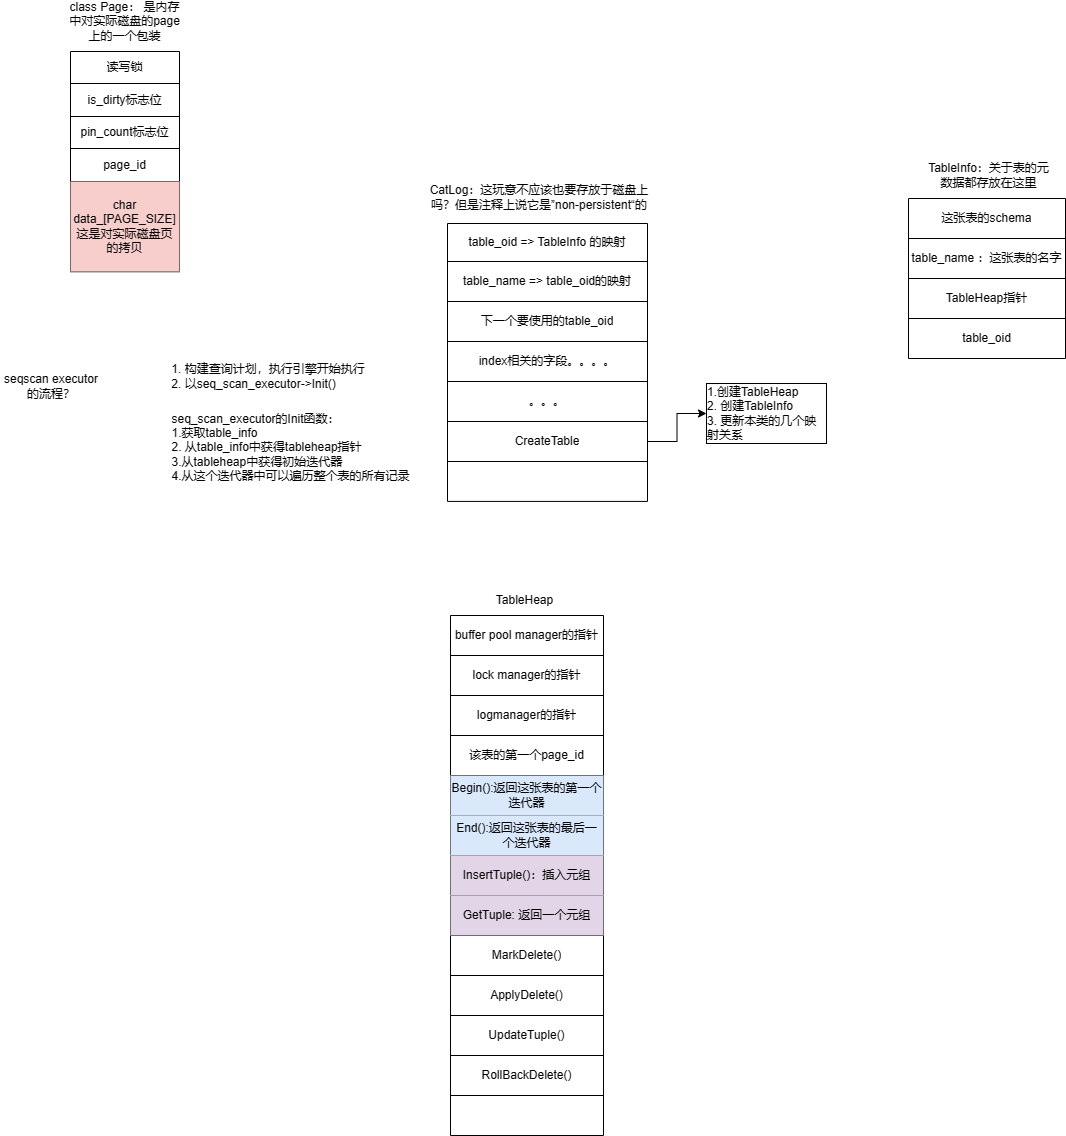 class Page： 是内存
中对实际磁盘的page
上的一个包装
读写锁
is_dirty标志位
pin_count标志位
page_id
char
data_[PAGE_SIZE]
这是对实际磁盘页
的拷贝
seqscan executor
的流程？
1. 构建查询计划，执行引擎开始执行
2. 以seq_scan_executor->Init()
seq_scan_executor的Init函数：
1.获取table_info
2. 从table_info中获得tableheap指针
3.从tableheap中获得初始迭代器
4.从这个迭代器中可以遍历整个表的所有记录
CatLog：这玩意不应该也要存放于磁盘上
吗？但是注释上说它是"non-persistent“的
table_oid => TableInfo 的映射
table_name => table_oid的映射
下一个要使用的table_oid
index相关的字段。。。。
。。。
CreateTable
1.创建TableHeap
2. 创建TableInfo
3. 更新本类的几个映
射关系
TableInfo：关于表的元
数据都存放在这里
这张表的schema
table_name ：这张表的名字
TableHeap指针
table_oid
TableHeap
buffer pool manager的指针
lock manager的指针
logmanager的指针
该表的第一个page_id
Begin():返回这张表的第一个
迭代器
End():返回这张表的最后一
个迭代器
InsertTuple()：插入元组
GetTuple: 返回一个元组
MarkDelete()
ApplyDelete()
UpdateTuple()
RollBackDelete()